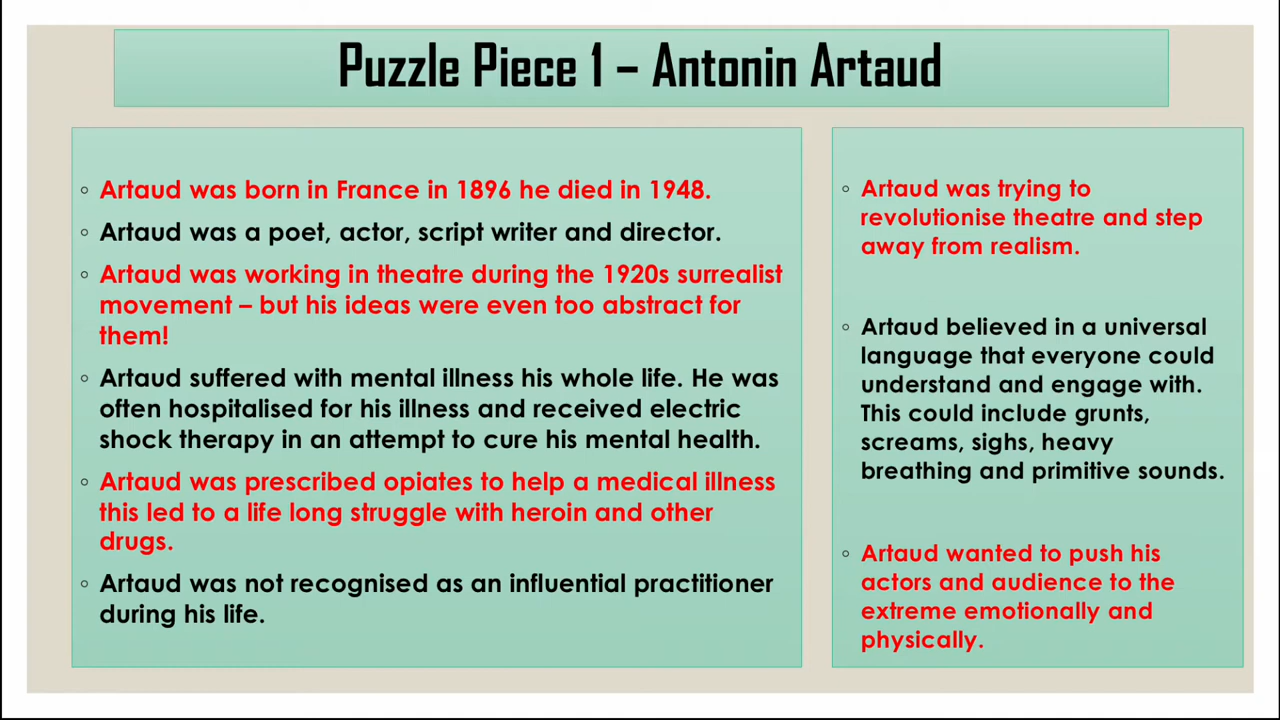 Puzzle Piece 1 – Antonin Artaud
◦ Artaud was born in France in 1896 he died in 1948.
◦ Artaud was a poet, actor, script writer and director.
◦ Artaud was working in theatre during the 1920s surrealist
movement – but his ideas were even too abstract for
them!
◦ Artaud suffered with mental illness his whole life. He was
often hospitalised for his illness and received electric
shock therapy in an attempt to cure his mental health.
◦ Artaud was prescribed opiates to help a medical illness
this led to a life long struggle with heroin and other
drugs.
◦ Artaud was not recognised as an influential practitioner
during his life.
◦ Artaud was trying to
revolutionise theatre and step
away from realism.
◦ Artaud believed in a universal
language that everyone could
understand and engage with.
This could include grunts,
screams, sighs, heavy
breathing and primitive sounds.
◦ Artaud wanted to push his
actors and audience to the
extreme emotionally and
physically.